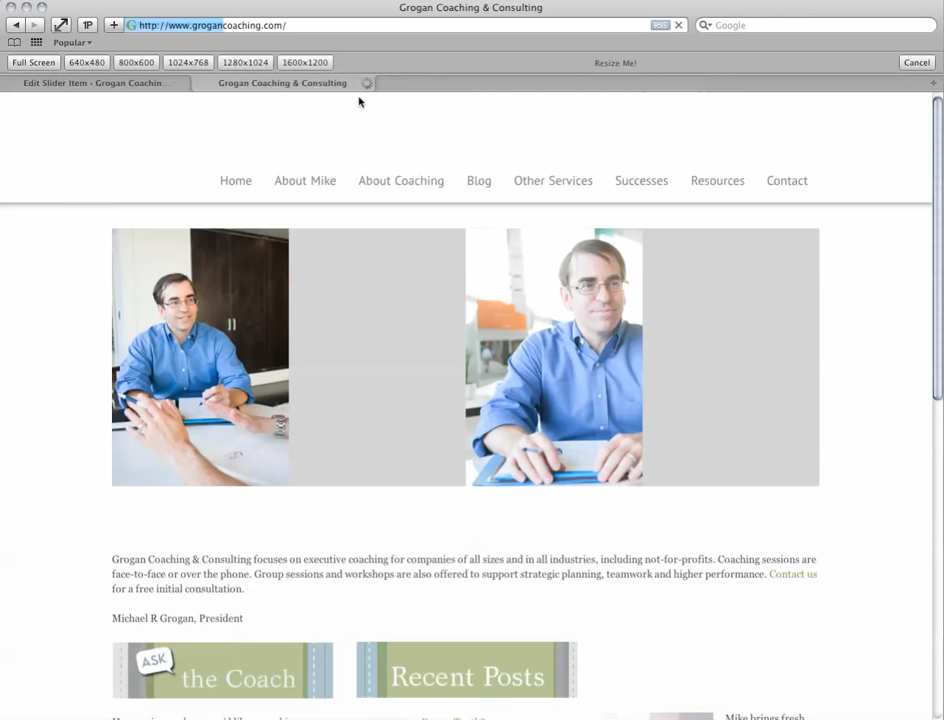 Grogan Coaching & Consulting
1P
+
G http://www.grogancoaching.com/
RSS
Google
Popular
Full Screen
640x480
800x600
1024x768
1280x1024
1600x1200
Resize Me!
Cancel
Edit Slider Item ‹ Grogan Coachin...
Grogan Coaching & Consulting
Home
About Mike
About Coaching
Blog
Other Services
Successes
Resources
Contact
Grogan Coaching & Consulting focuses on executive coaching for companies of all sizes and in all industries, including not-for-profits. Coaching sessions are
face-to-face or over the phone. Group sessions and workshops are also offered to support strategic planning, teamwork and higher performance. Contact us
for a free initial consultation.
Michael R Grogan, President
ASK
the Coach
Recent Posts
Mike brings fresh